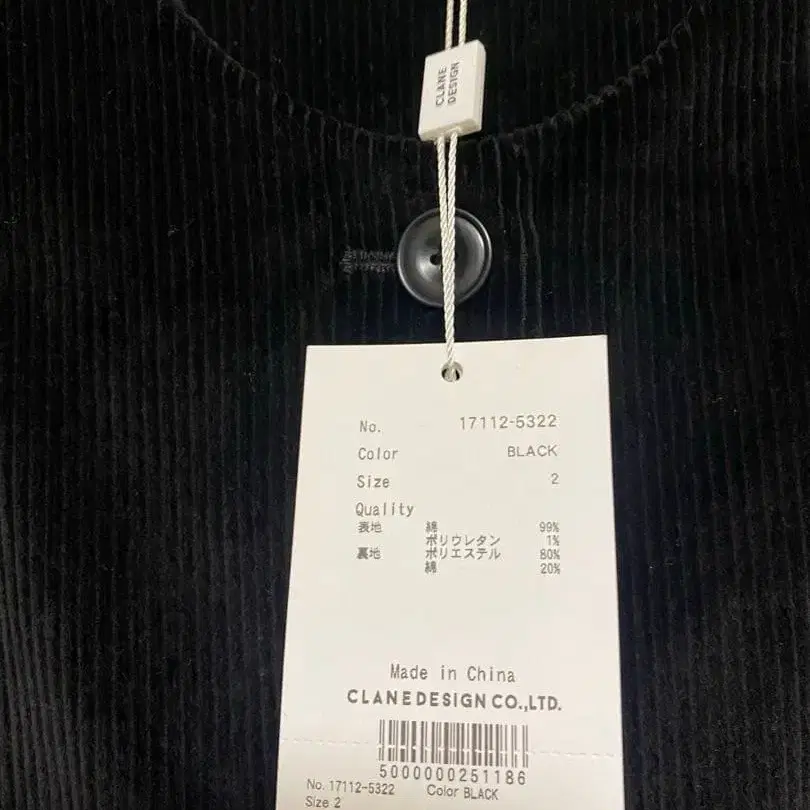 CLANE
DESIGN
No. 17112-5322
Color BLACK
Size 2
Quality
表地 綿 99%
ポリウレタン 1%
裏地 ポリエステル 80%
綿 20%
Made in China
CLANEDESIGN CO.,LTD.
5000000251186
No. 17112-5322 Color BLACK
Size 2